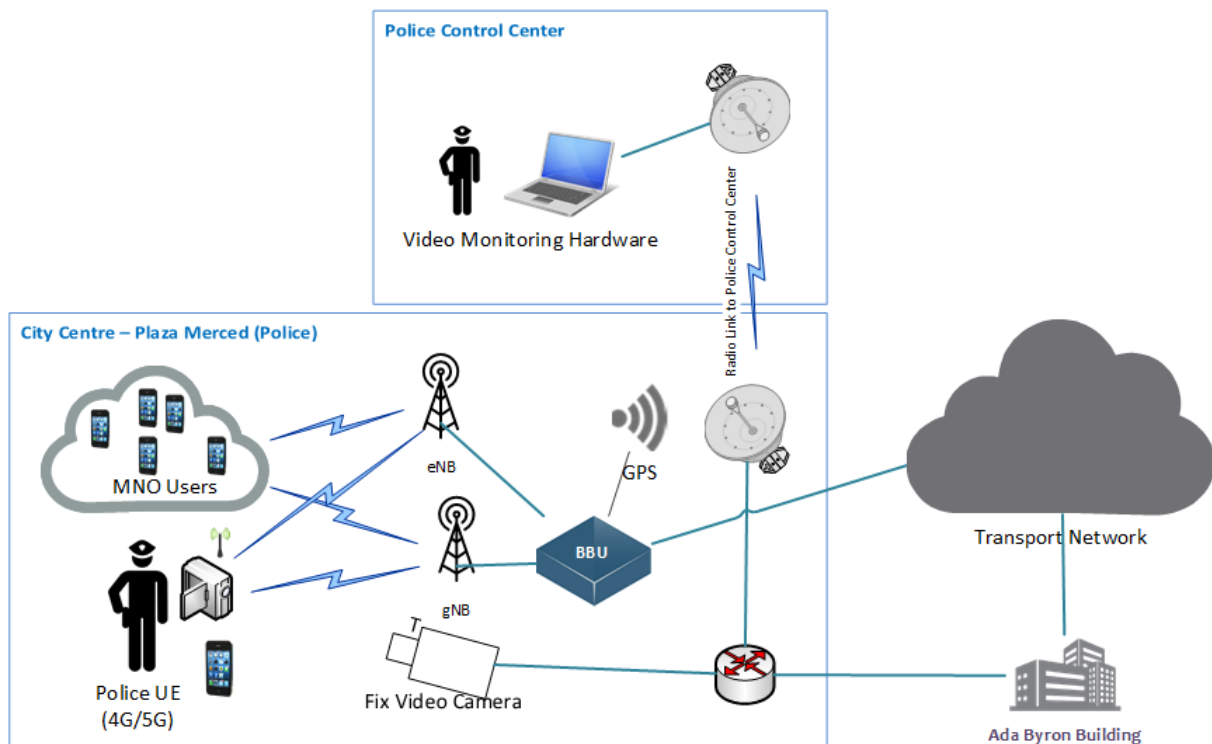 Police Control Center
Video Monitoring Hardware
Radio Link to Police Control Center
City Centre – Plaza Merced (Police)
MNO Users
eNB
GPS
BBU
gNB
Transport Network
T
Police UE
(4G/5G)
Fix Video Camera
Ada Byron Building